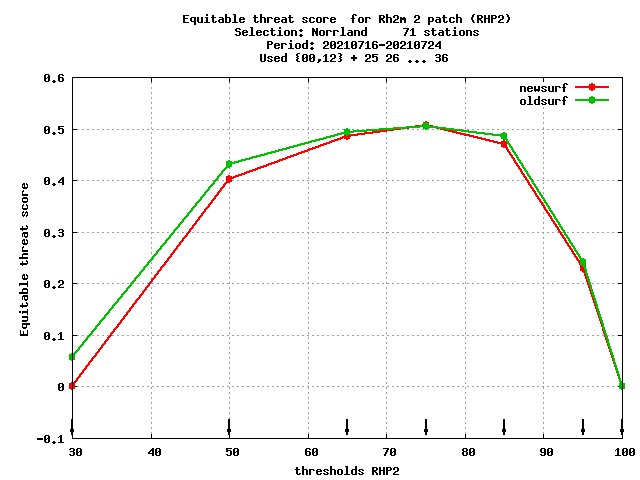 Equitable threat score  for Rh2m 2 patch (RHP2)
Selection: Norrland     71 stations
Period: 20210716-20210724
Used {00,12} + 25 26 ... 36
newsurf
oldsurf
Equitable threat score
0.6
0.5
0.4
0.3
0.2
0.1
0
-0.1
30 40 50 60 70 80 90 100
thresholds RHP2